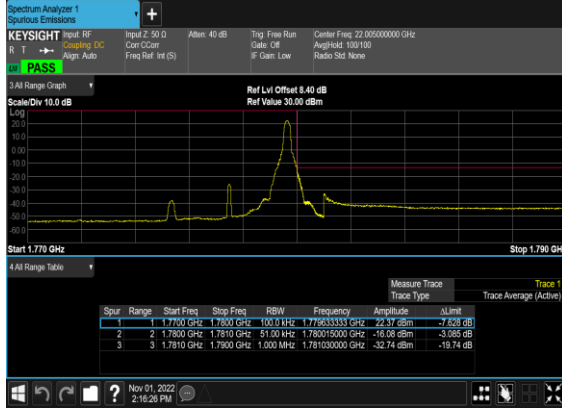 Spectrum Analyzer 1
Spurious Emissions
+
KEYSIGHT Input: RF Input Z: 50 Ω Atten: 40 dB Trig: Free Run Center Freq: 22.005000000 GHz
R T Coupling: DC Corr CCorr Gate: Off Avg|Hold: 100/100
Align: Auto Freq Ref: Int (S) IF Gain: Low Radio Std: None
PASS
3 All Range Graph
Ref Lvl Offset 8.40 dB
Scale/Div 10.0 dB Ref Value 30.00 dBm
Log
20.0
10.0
0.00
-10.0
-20.0
-30.0
-40.0
-50.0
-60.0
Start 1.770 GHz Stop 1.790 GH
4 All Range Table
Measure Trace Trace 1
Trace Type Trace Average (Active)
Spur Range Start Freq Stop Freq RBW Frequency Amplitude ΔLimit
1 1 1.7700 GHz 1.7800 GHz 100.0 kHz 1.779633333 GHz 22.37 dBm -7.628 dB
2 2 1.7800 GHz 1.7810 GHz 51.00 kHz 1.780015000 GHz -16.08 dBm -3.085 dB
3 3 1.7810 GHz 1.7900 GHz 1.000 MHz 1.781030000 GHz -32.74 dBm -19.74 dB
? Nov 01, 2022
2:16:26 PM